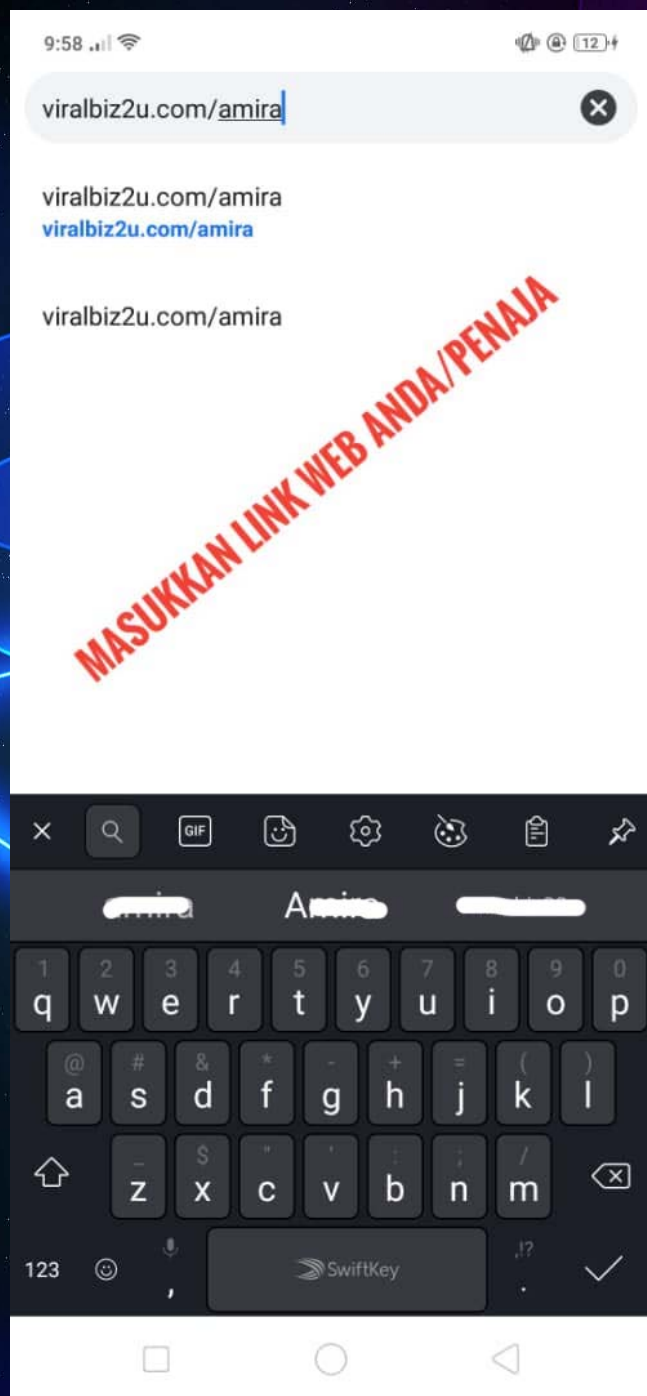 9:58
12
viralbiz2u.com/amira
viralbiz2u.com/amira
viralbiz2u.com/amira
viralbiz2u.com/amira
MASUKKAN LINK WEB ANDA/PENAJA
GIF
1 2 3 4 5 6 7 8 9 0
q w e r t y u i o p
@ # & * - + = ( )
a s d f g h j k l
_ $ " ' : ; /
z x c v b n m
123 , SwiftKey ,!? .